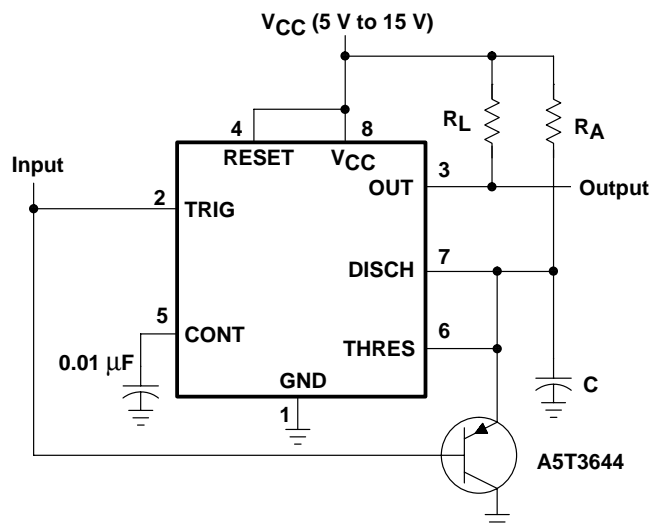 VCC (5 V to 15 V)
4
8
RL
RA
RESET
VCC
Input
3
OUT
Output
2
TRIG
7
DISCH
5
CONT
6
THRES
0.01 μF
GND
C
1
A5T3644